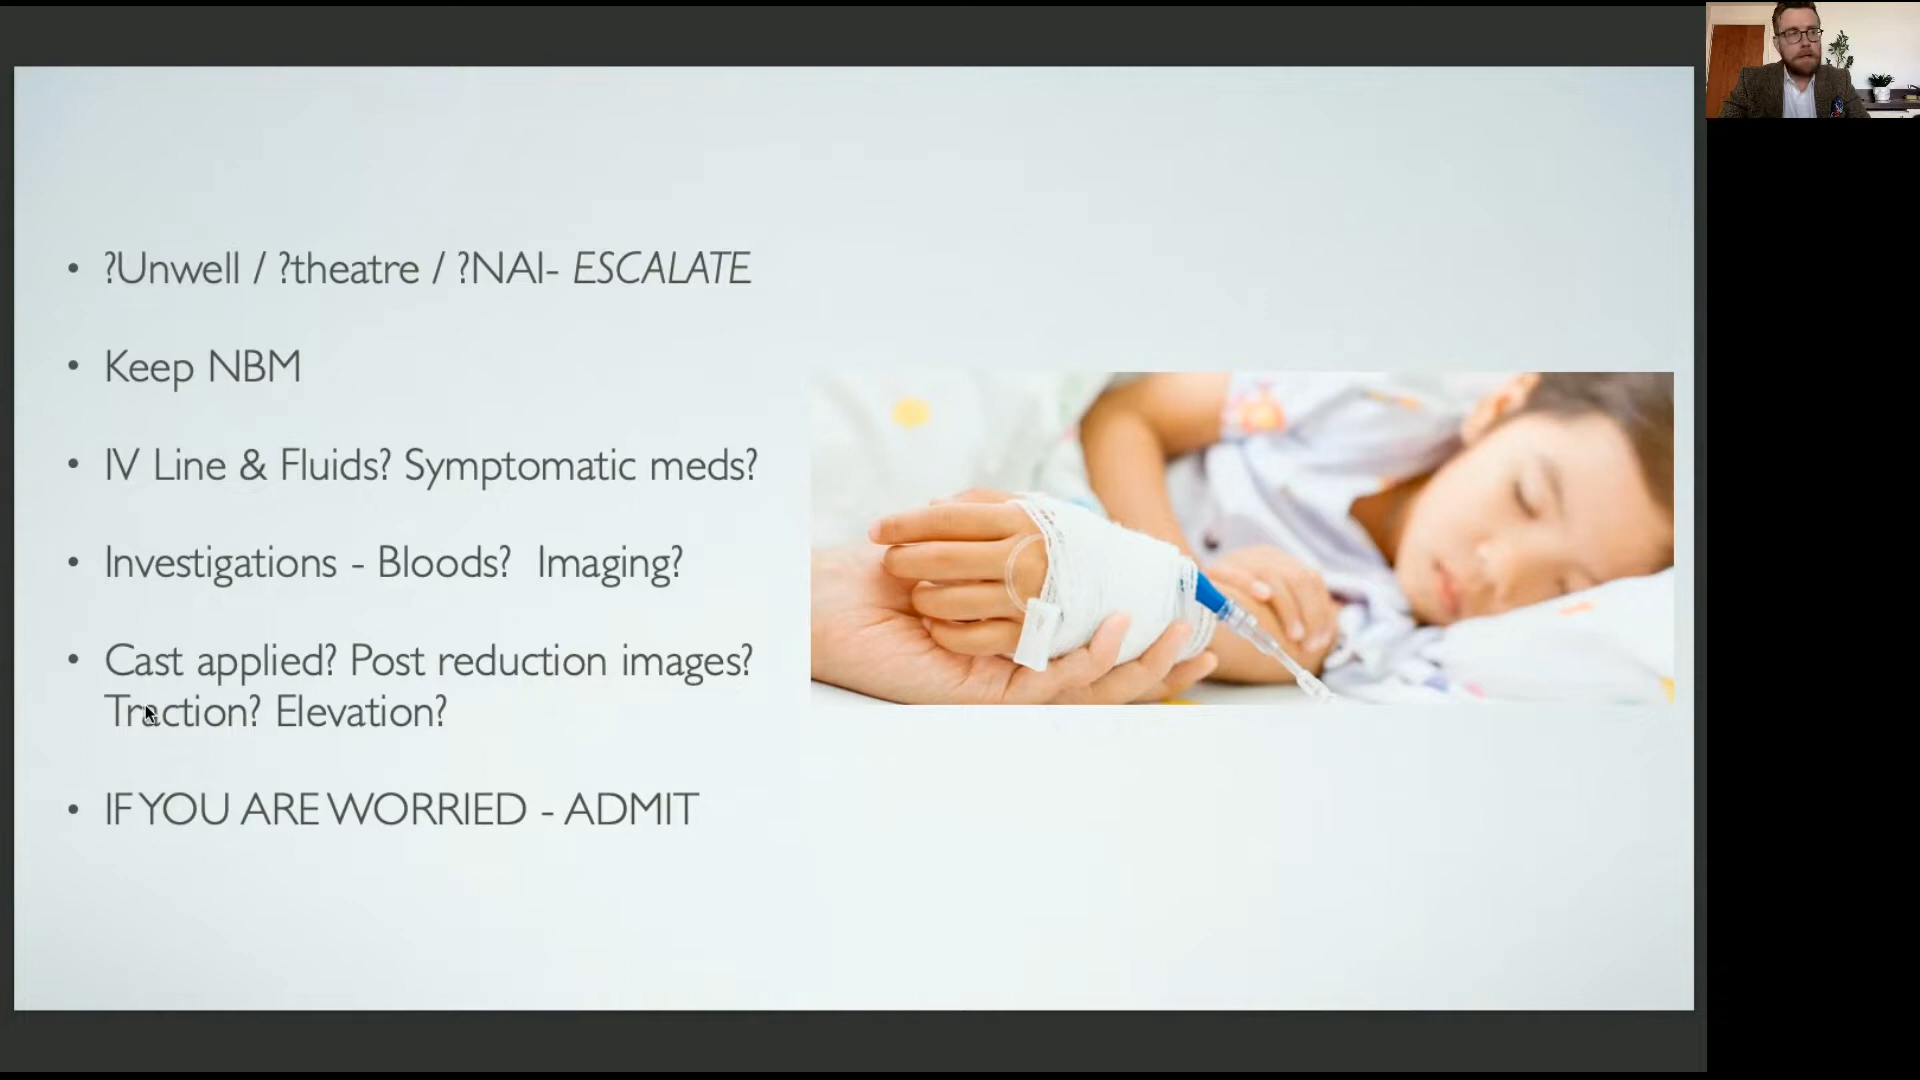 ?Unwell / ?theatre / ?NAI- ESCALATE
Keep NBM
IV Line & Fluids? Symptomatic meds?
Investigations - Bloods? Imaging?
Cast applied? Post reduction images?
Traction? Elevation?
IF YOU ARE WORRIED - ADMIT